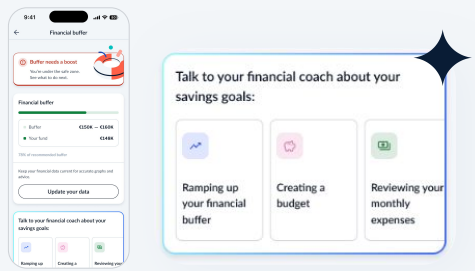 9:41
Financial buffer
Buffer needs a boost
You're under the safe zone.
See what to do next.
Financial buffer
Buffer €150K — €160K
Your fund €148K
Keep your financial data current for accurate graphs and
advice.
Update your data
Talk to your financial coach about your
savings goals:
Ramping up
Creating a
Reviewing your
Talk to your financial coach about your
savings goals:
Ramping up
your financial
buffer
Creating a
budget
Reviewing your
monthly
expenses